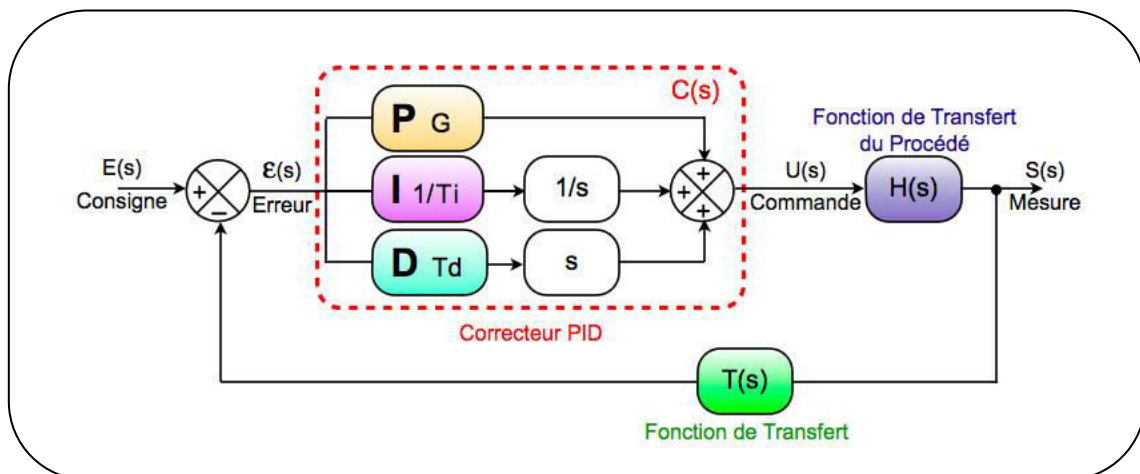 C(s)
P G
Fonction de Transfert
du Procédé
E(s)
Consigne
+
−
Ɛ(s)
Erreur
I 1/Ti
1/s
+
+
+
U(s)
Commande
H(s)
S(s)
Mesure
D Td
s
Correcteur PID
T(s)
Fonction de Transfert